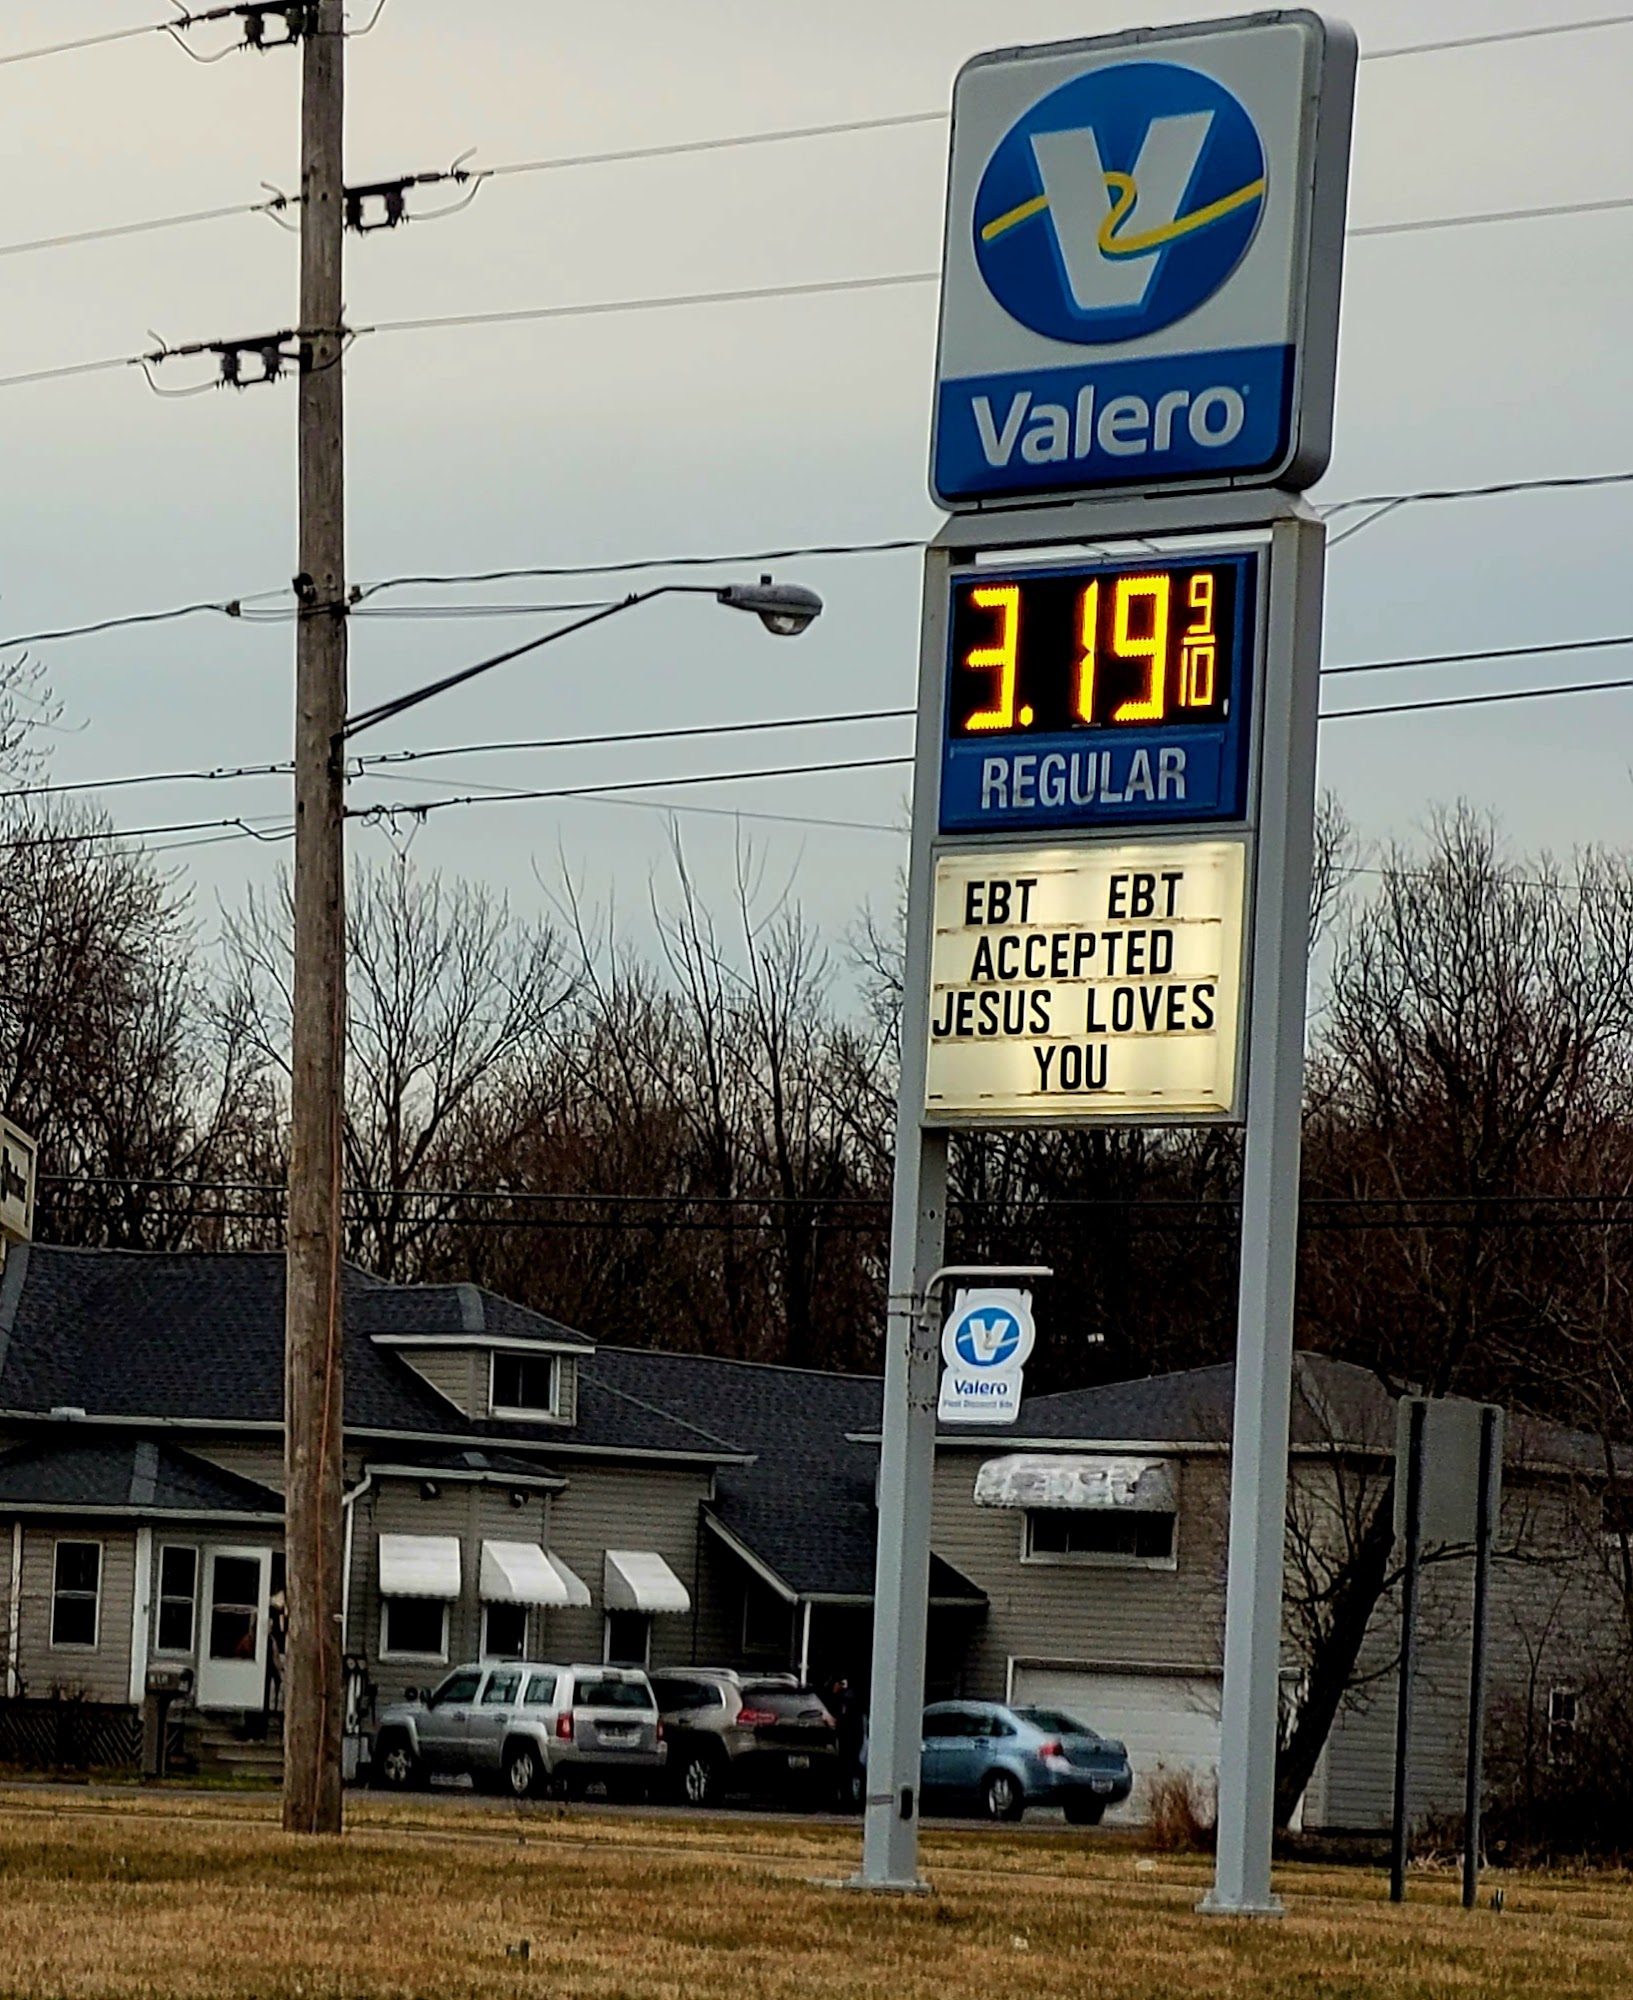 Valero
3.19 9/10
REGULAR
EBT EBT
ACCEPTED
JESUS LOVES
YOU
Valero